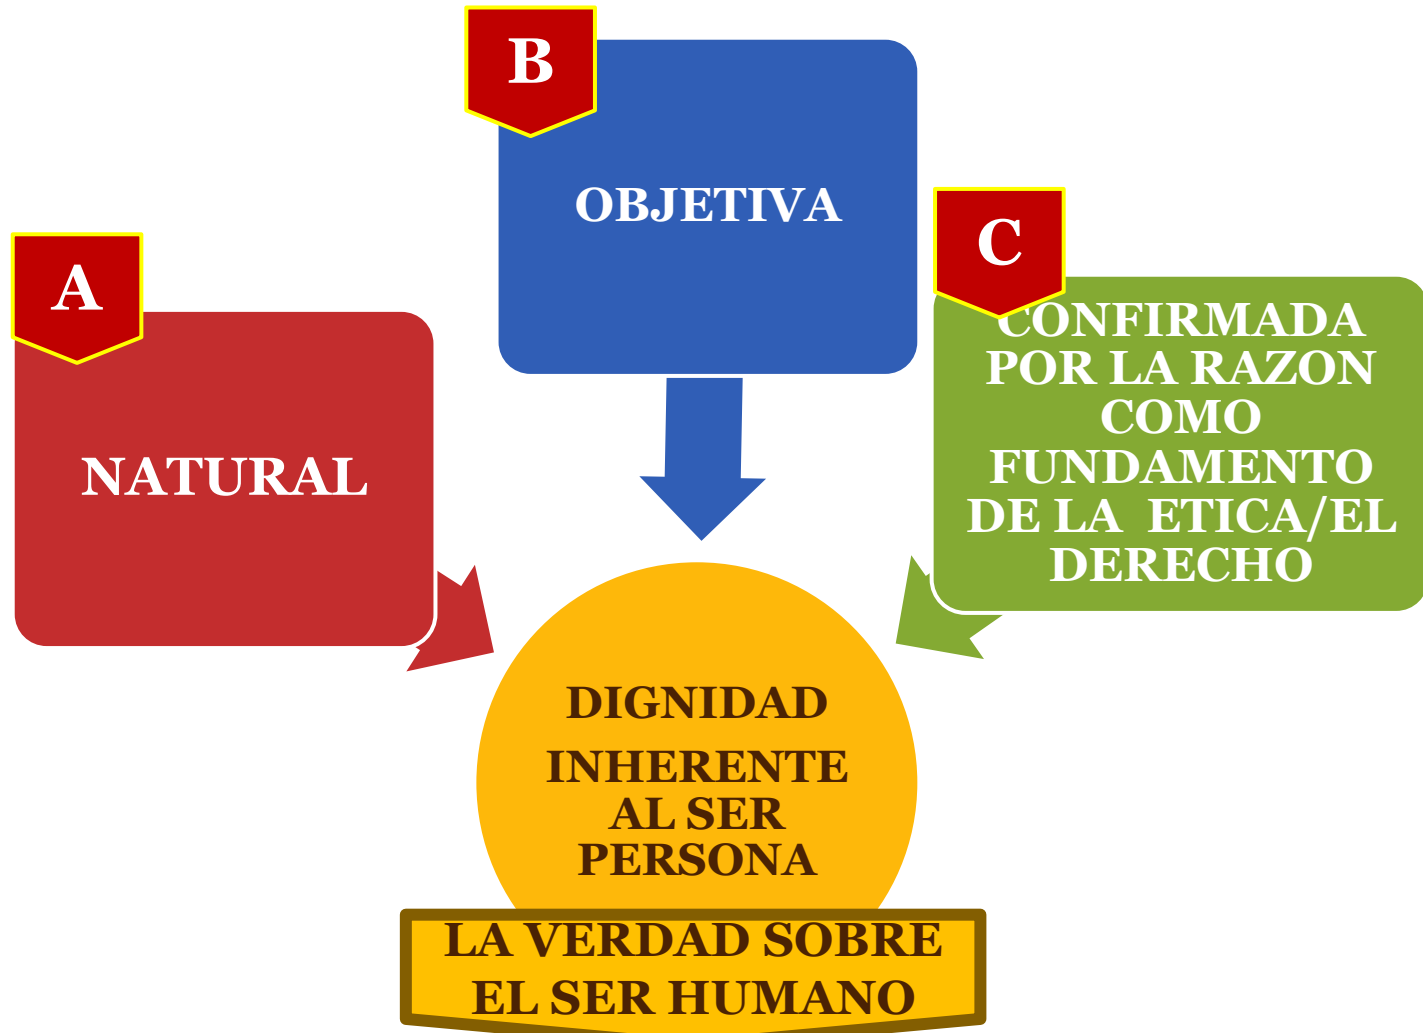 A
NATURAL
B
OBJETIVA
C
CONFIRMADA
POR LA RAZON
COMO
FUNDAMENTO
DE LA ETICA/EL
DERECHO
DIGNIDAD
INHERENTE
AL SER
PERSONA
LA VERDAD SOBRE
EL SER HUMANO